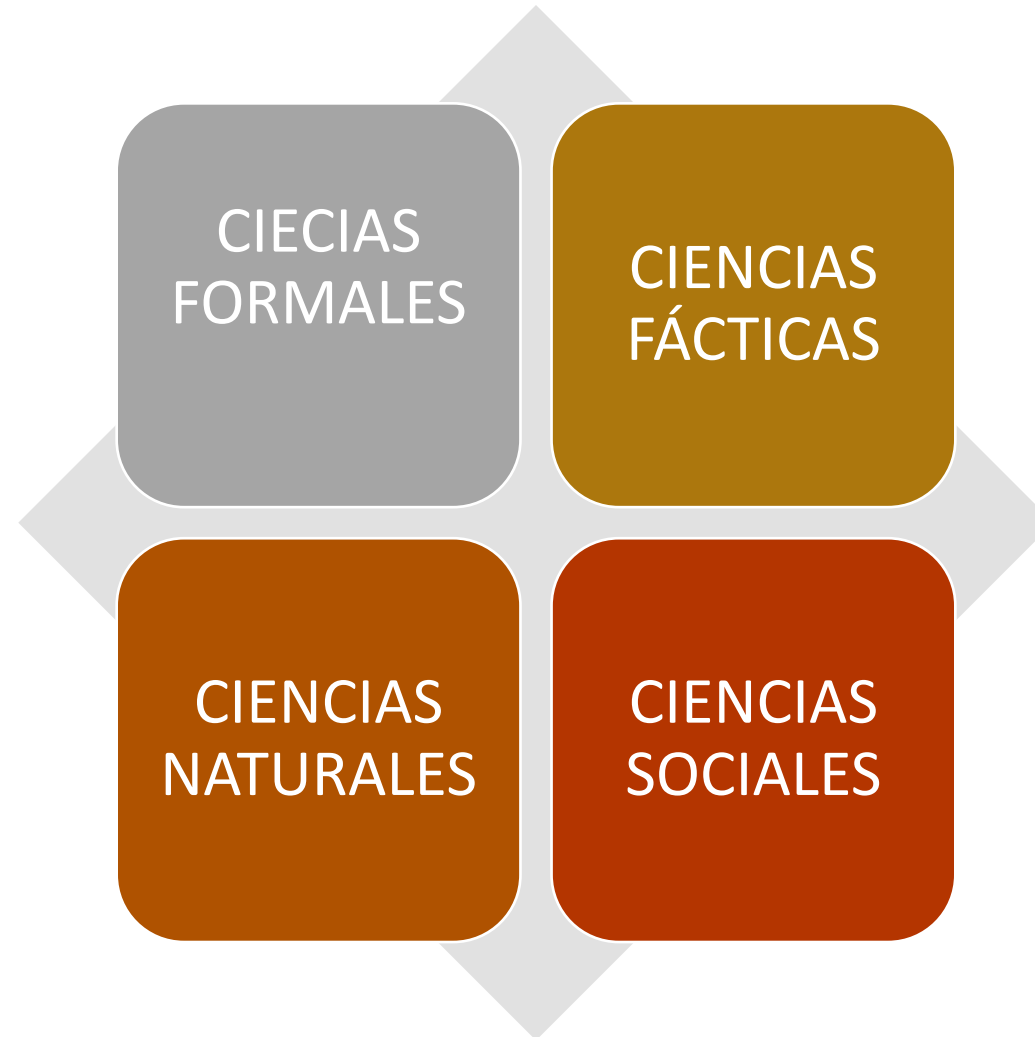 CIECIAS
FORMALES
CIENCIAS
FÁCTICAS
CIENCIAS
NATURALES
CIENCIAS
SOCIALES